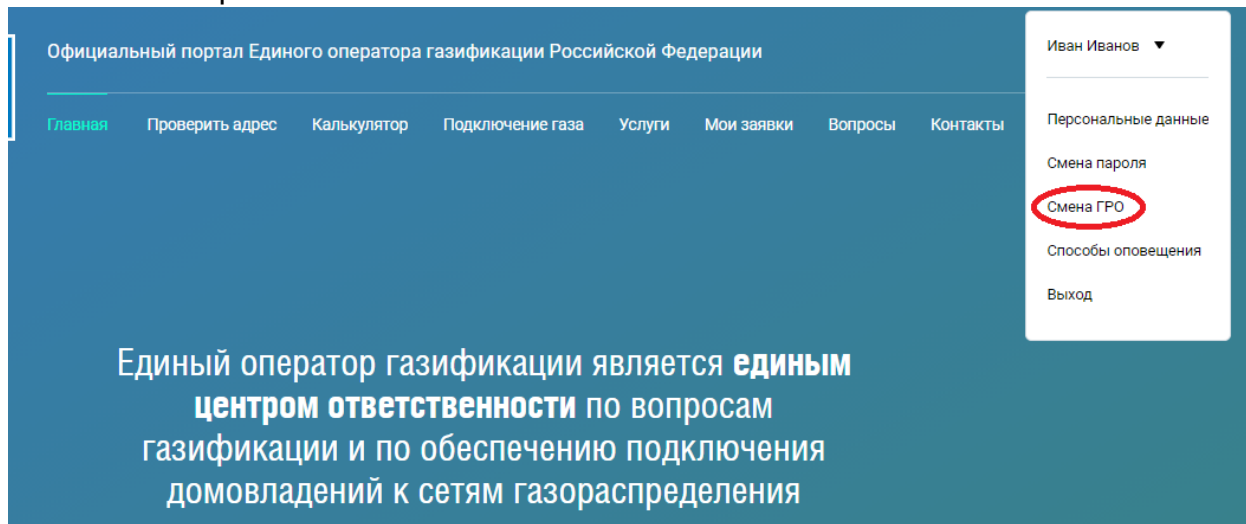 Официальный портал Единого оператора газификации Российской Федерации
Иван Иванов ▼
Главная Проверить адрес Калькулятор Подключение газа Услуги Мои заявки Вопросы Контакты
Персональные данные
Смена пароля
Смена ГРО
Способы оповещения
Выход
Единый оператор газификации является единым
центром ответственности по вопросам
газификации и по обеспечению подключения
домовладений к сетям газораспределения